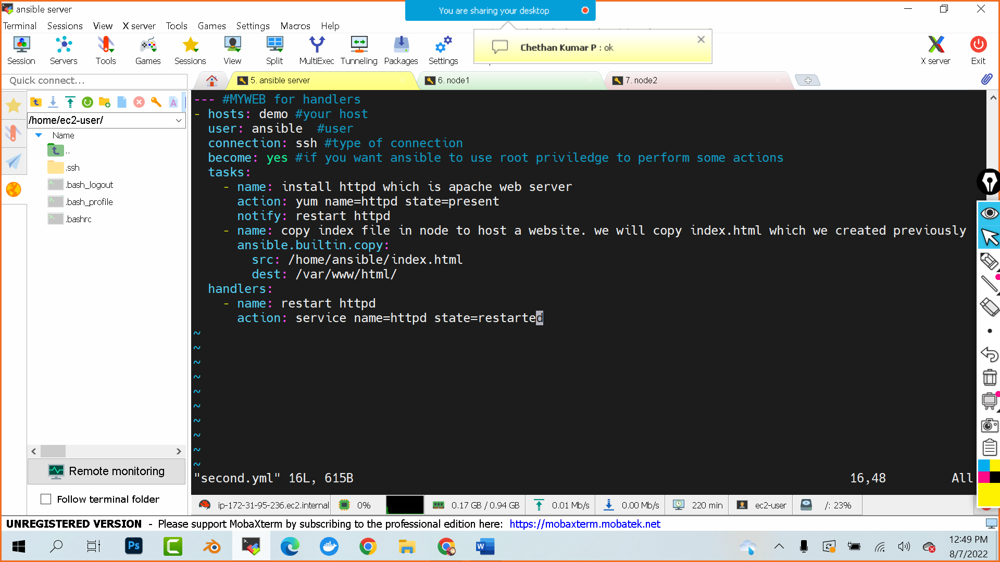 ansible server
You are sharing your desktop
Terminal Sessions View X server Tools Games Settings Macros Help
Chethan Kumar P : ok
Session Servers Tools Games Sessions View Split MultiExec Tunneling Packages Settings X server Exit
Quick connect...
5. ansible server
6. node1
7. node2
/home/ec2-user/
Name
..
.ssh
.bash_logout
.bash_profile
.bashrc
--- #MYWEB for handlers
- hosts: demo #your host
  user: ansible  #user
  connection: ssh #type of connection
  become: yes #if you want ansible to use root priviledge to perform some actions
  tasks:
    - name: install httpd which is apache web server
      action: yum name=httpd state=present
      notify: restart httpd
    - name: copy index file in node to host a website. we will copy index.html which we created previously
      ansible.builtin.copy:
        src: /home/ansible/index.html
        dest: /var/www/html/
  handlers:
    - name: restart httpd
      action: service name=httpd state=restarted
~
~
~
~
~
~
~
~
~
~
"second.yml" 16L, 615B 16,48 All
Remote monitoring
Follow terminal folder
ip-172-31-95-236.ec2.internal 0% 0.17 GB / 0.94 GB 0.01 Mb/s 0.00 Mb/s 220 min ec2-user /: 23%
UNREGISTERED VERSION - Please support MobaXterm by subscribing to the professional edition here: https://mobaxterm.mobatek.net
Ps
C
W
12:49 PM
8/7/2022